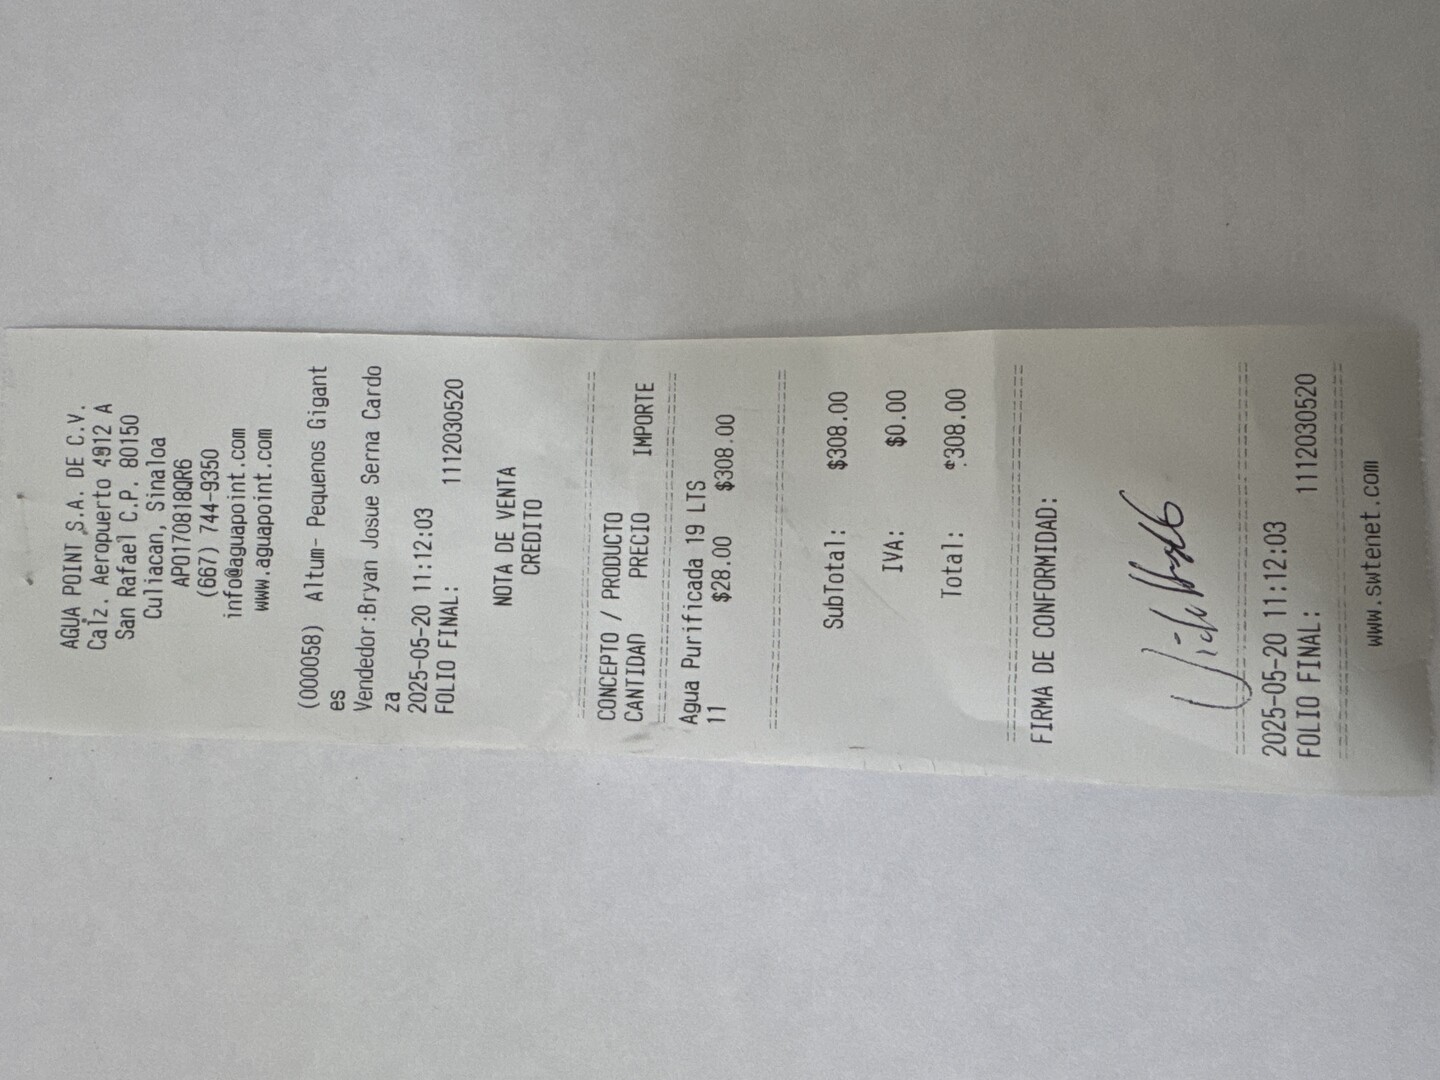 AGUA POINT S.A. DE C.V.
Calz. Aeropuerto 4912 A
San Rafael C.P. 80150
Culiacan, Sinaloa
APO170818QR6
(667) 744-9350
info@aguapoint.com
www.aguapoint.com
(000058) Altum- Pequenos Gigant
es
Vendedor:Bryan Josue Serna Cardo
za
2025-05-20 11:12:03
FOLIO FINAL: 1112030520
NOTA DE VENTA
CREDITO
CONCEPTO / PRODUCTO
CANTIDAD PRECIO IMPORTE
Agua Purificada 19 LTS
11 $28.00 $308.00
SubTotal: $308.00
IVA: $0.00
Total: $308.00
FIRMA DE CONFORMIDAD:
2025-05-20 11:12:03
FOLIO FINAL: 1112030520
www.swtenet.com